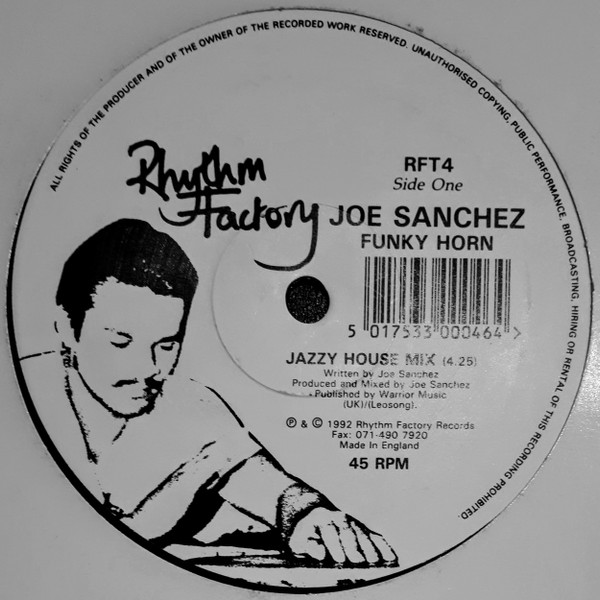 ALL RIGHTS OF THE PRODUCER AND OF THE OWNER OF THE RECORDED WORK RESERVED. UNAUTHORISED COPYING, PUBLIC PERFORMANCE, BROADCASTING, HIRING OR RENTAL OF THIS RECORDING PROHIBITED.
Rhythm
Factory
RFT4
Side One
JOE SANCHEZ
FUNKY HORN
5 017533 000464 >
JAZZY HOUSE MIX (4.25)
Written by Joe Sanchez
Produced and Mixed by Joe Sanchez
Published by Warrior Music
(UK)/(Leosong).
℗ & © 1992 Rhythm Factory Records
Fax: 071-490 7920
Made In England
45 RPM